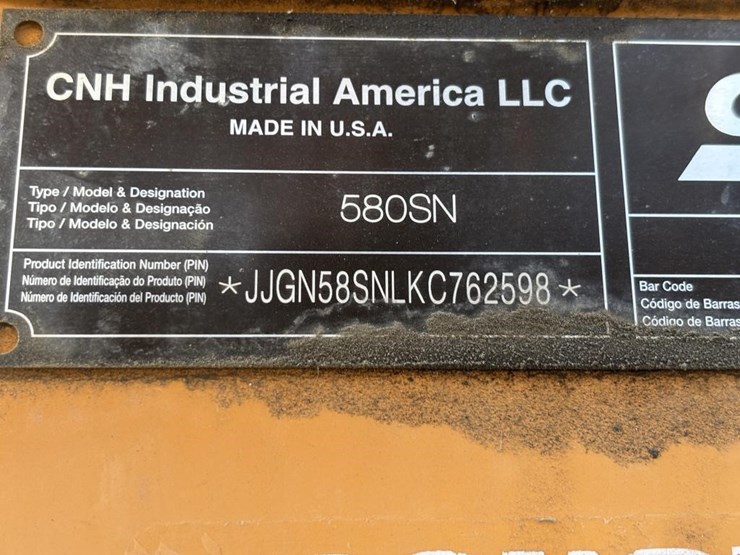 CNH Industrial America LLC
MADE IN U.S.A.
Type / Model & Designation
Tipo / Modelo & Designação
Tipo / Modelo & Designación
580SN
Product Identification Number (PIN)
Número de Identificação do Produto (PIN)
Número de Identificación del Producto (PIN)
*JJGN58SNLKC762598*
Bar Code
Código de Barras
Código de Barras